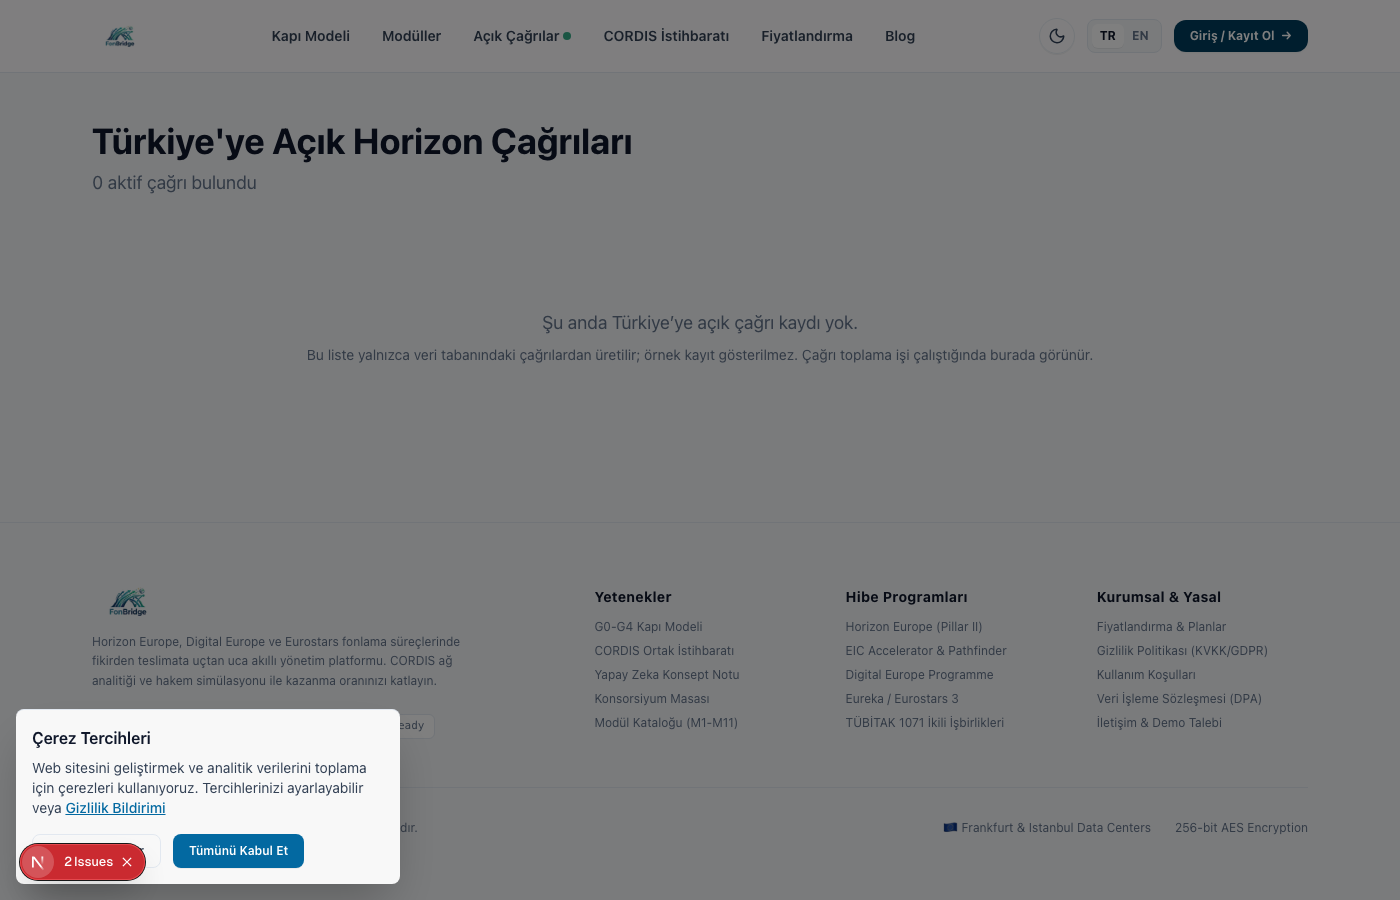 FonBridge
Kapı Modeli
Modüller
Açık Çağrılar
CORDIS İstihbaratı
Fiyatlandırma
Blog
TR EN
Giriş / Kayıt Ol →
Türkiye'ye Açık Horizon Çağrıları
0 aktif çağrı bulundu
Şu anda Türkiye’ye açık çağrı kaydı yok.
Bu liste yalnızca veri tabanındaki çağrılardan üretilir; örnek kayıt gösterilmez. Çağrı toplama işi çalıştığında burada görünür.
FonBridge
Horizon Europe, Digital Europe ve Eurostars fonlama süreçlerinde
fikirden teslimata uçtan uca akıllı yönetim platformu. CORDIS ağ
analitiği ve hakem simülasyonu ile kazanma oranınızı katlayın.
Yetenekler
G0-G4 Kapı Modeli
CORDIS Ortak İstihbaratı
Yapay Zeka Konsept Notu
Konsorsiyum Masası
Modül Kataloğu (M1-M11)
Hibe Programları
Horizon Europe (Pillar II)
EIC Accelerator & Pathfinder
Digital Europe Programme
Eureka / Eurostars 3
TÜBİTAK 1071 İkili İşbirlikleri
Kurumsal & Yasal
Fiyatlandırma & Planlar
Gizlilik Politikası (KVKK/GDPR)
Kullanım Koşulları
Veri İşleme Sözleşmesi (DPA)
İletişim & Demo Talebi
Frankfurt & Istanbul Data Centers
256-bit AES Encryption
Çerez Tercihleri
Web sitesini geliştirmek ve analitik verilerini toplama
için çerezleri kullanıyoruz. Tercihlerinizi ayarlayabilir
veya Gizlilik Bildirimi
Tümünü Kabul Et
2 Issues